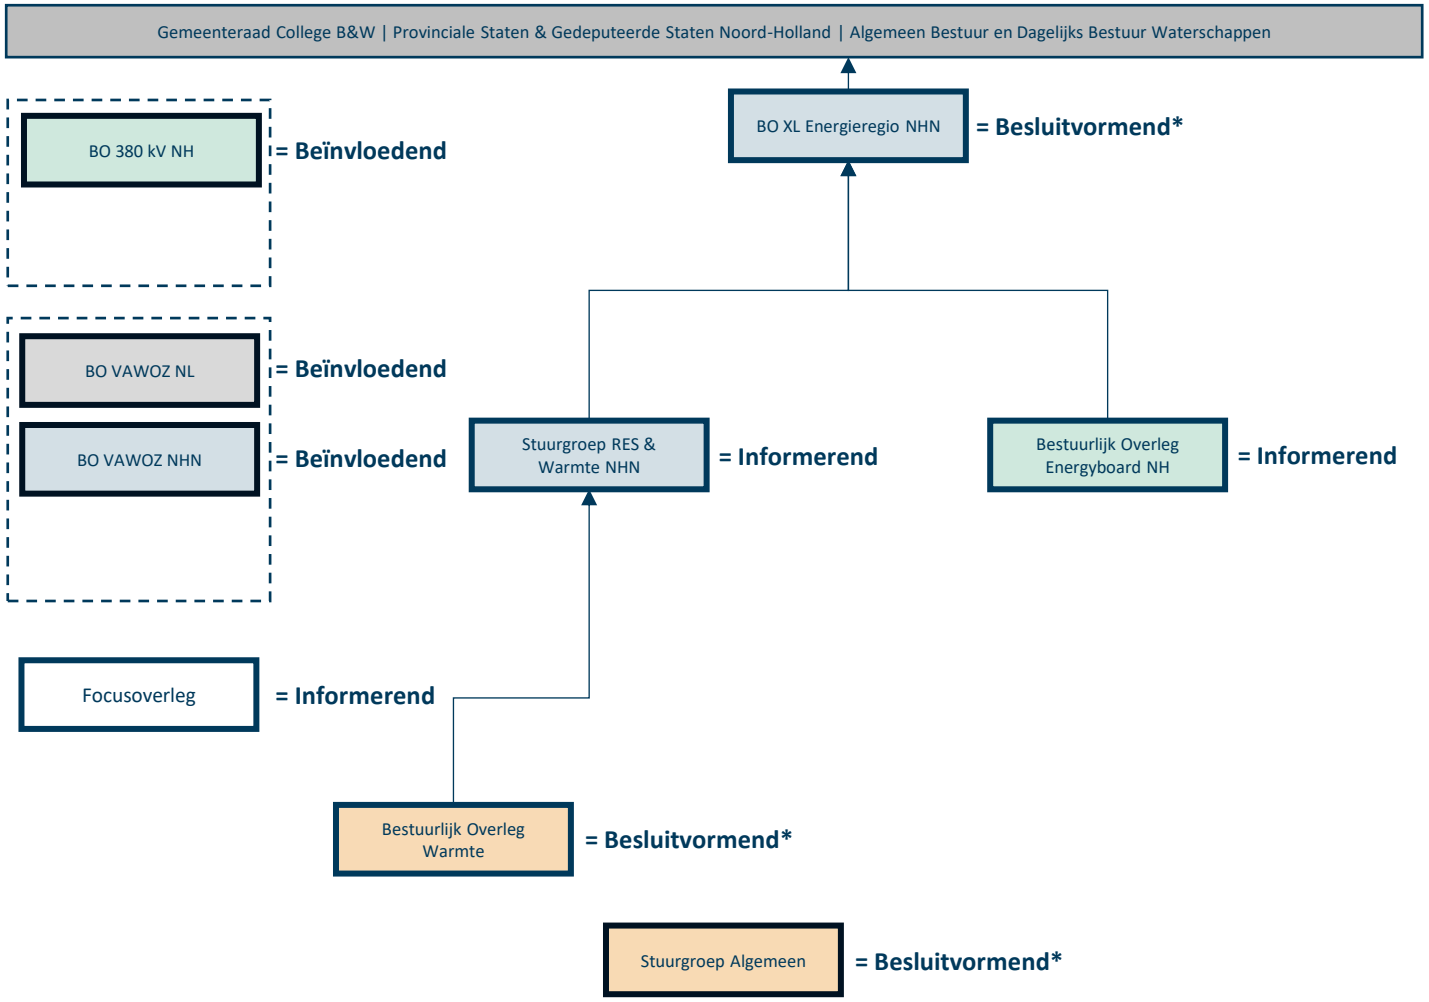 Gemeenteraad College B&W | Provinciale Staten & Gedeputeerde Staten Noord-Holland | Algemeen Bestuur en Dagelijks Bestuur Waterschappen
BO XL Energieregio NHN
= Besluitvormend*
BO 380 kV NH
= Beïnvloedend
BO VAWOZ NL
= Beïnvloedend
BO VAWOZ NHN
= Beïnvloedend
Stuurgroep RES &
Warmte NHN
= Informerend
Bestuurlijk Overleg
Energyboard NH
= Informerend
Focusoverleg
= Informerend
Bestuurlijk Overleg
Warmte
= Besluitvormend*
Stuurgroep Algemeen
= Besluitvormend*